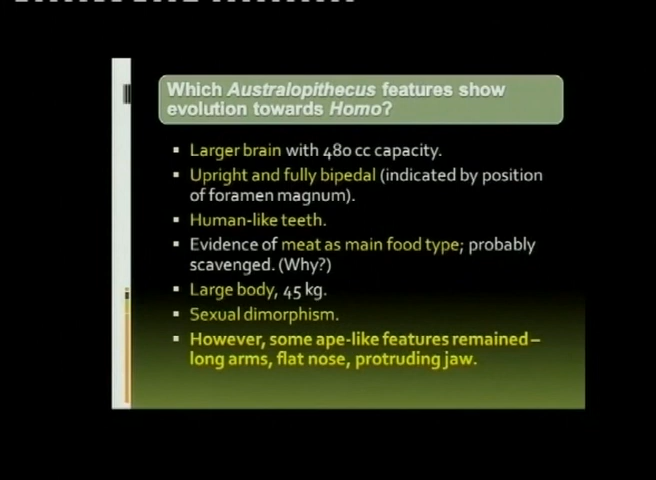 Which Australopithecus features show
evolution towards Homo?
▪ Larger brain with 480 cc capacity.
▪ Upright and fully bipedal (indicated by position
of foramen magnum).
▪ Human-like teeth.
▪ Evidence of meat as main food type; probably
scavenged. (Why?)
▪ Large body, 45 kg.
▪ Sexual dimorphism.
▪ However, some ape-like features remained –
long arms, flat nose, protruding jaw.